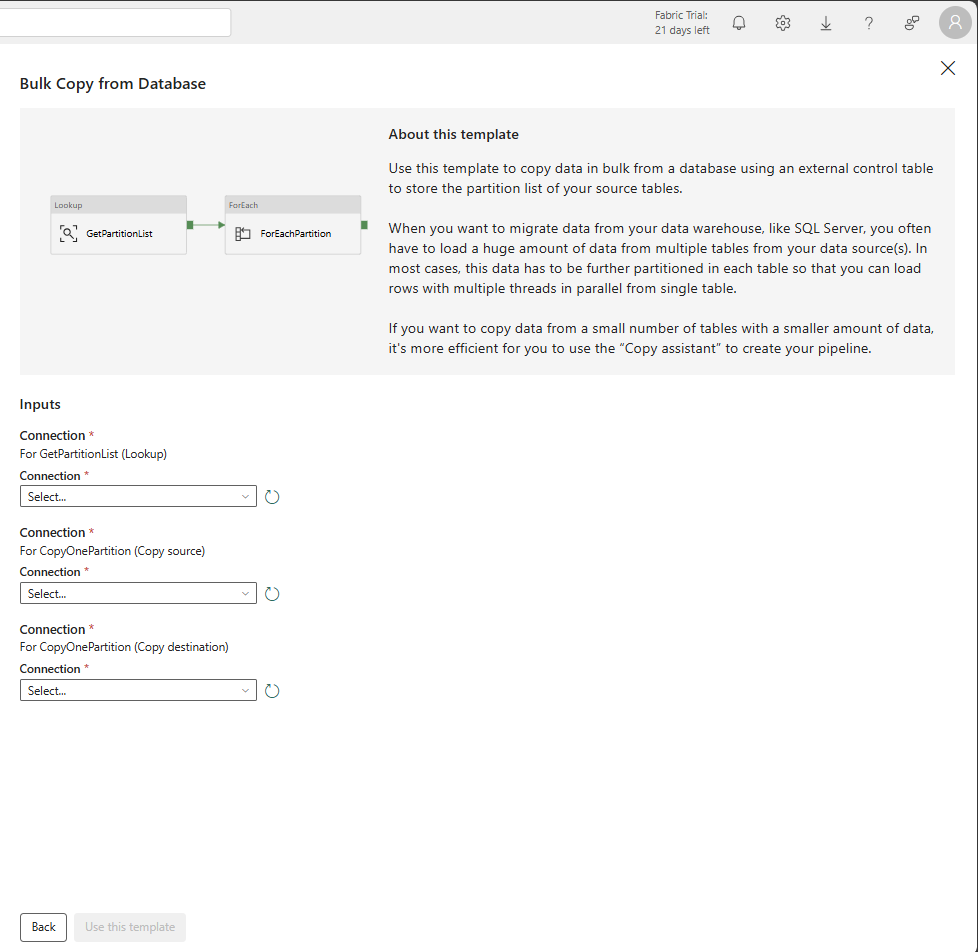 Fabric Trial:
21 days left
Bulk Copy from Database
Lookup
GetPartitionList
ForEach
ForEachPartition
About this template
Use this template to copy data in bulk from a database using an external control table
to store the partition list of your source tables.
When you want to migrate data from your data warehouse, like SQL Server, you often
have to load a huge amount of data from multiple tables from your data source(s). In
most cases, this data has to be further partitioned in each table so that you can load
rows with multiple threads in parallel from single table.
If you want to copy data from a small number of tables with a smaller amount of data,
it's more efficient for you to use the “Copy assistant” to create your pipeline.
Inputs
Connection *
For GetPartitionList (Lookup)
Connection *
Select...
Connection *
For CopyOnePartition (Copy source)
Connection *
Select...
Connection *
For CopyOnePartition (Copy destination)
Connection *
Select...
Back
Use this template